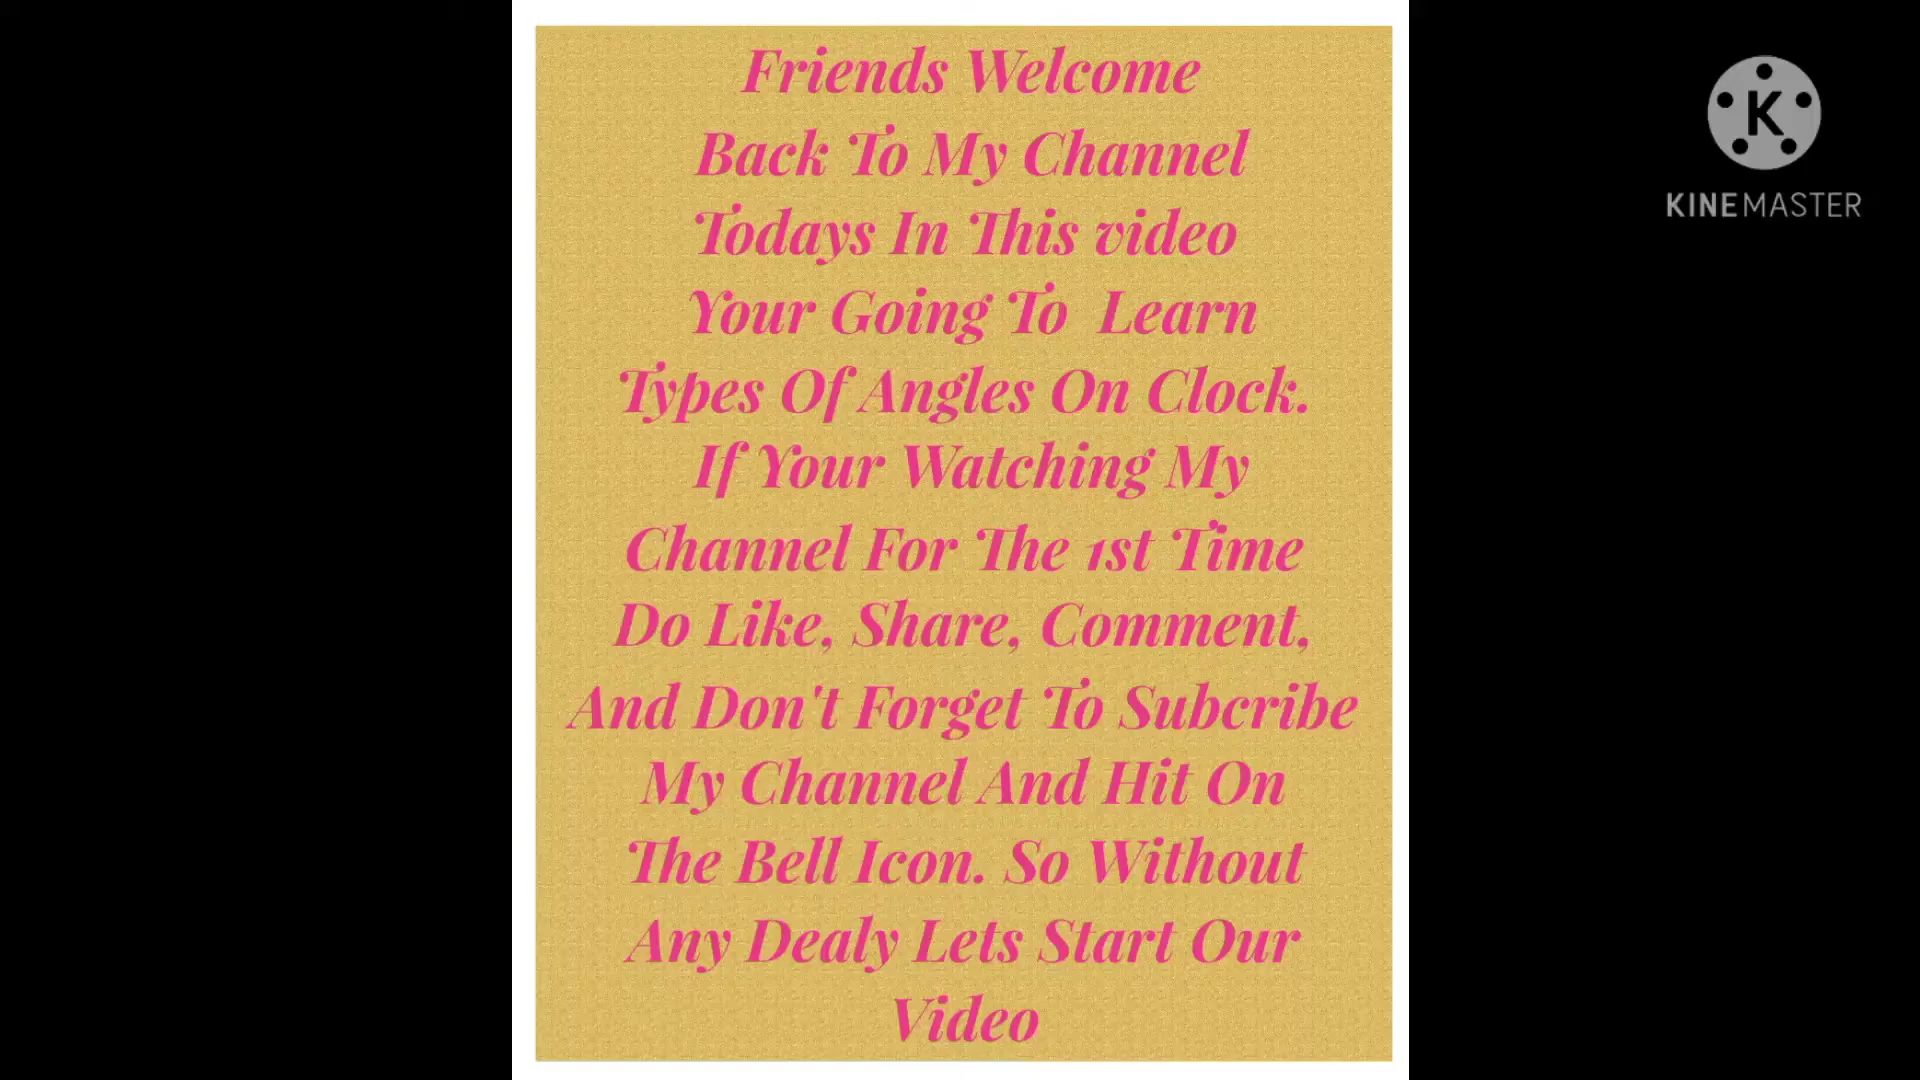 Friends Welcome
Back To My Channel
Todays In This video
Your Going To Learn
Types Of Angles On Clock.
If Your Watching My
Channel For The 1st Time
Do Like, Share, Comment,
And Don't Forget To Subcribe
My Channel And Hit On
The Bell Icon. So Without
Any Dealy Lets Start Our
Video
K
KINEMASTER